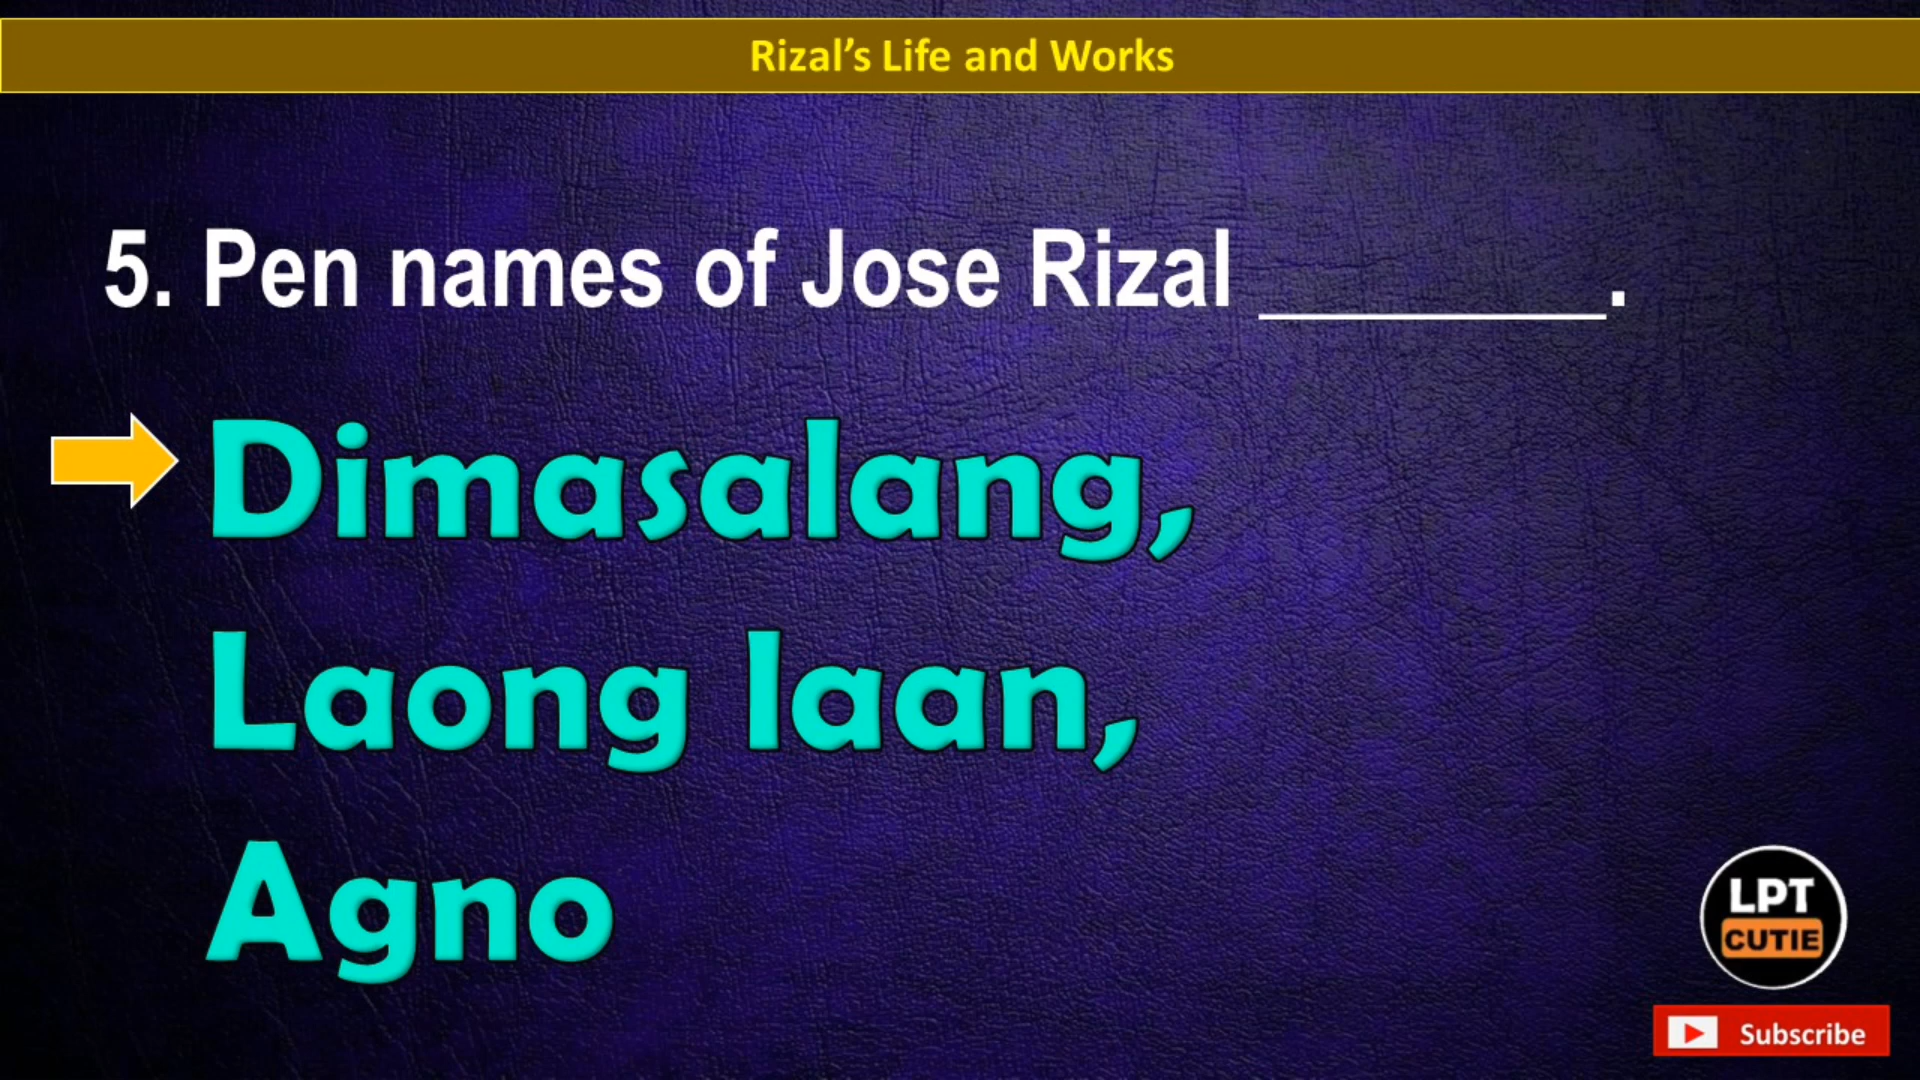 Rizal’s Life and Works
5. Pen names of Jose Rizal ________.
Dimasalang,
Laong laan,
Agno
LPT
CUTIE
Subscribe